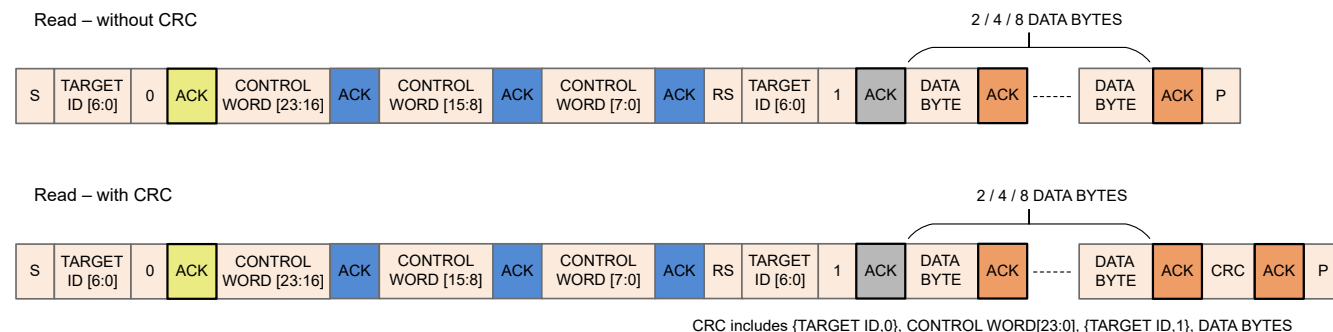 Read – without CRC
2 / 4 / 8 DATA BYTES
S TARGET ID [6:0] 0 ACK CONTROL WORD [23:16] ACK CONTROL WORD [15:8] ACK CONTROL WORD [7:0] ACK RS TARGET ID [6:0] 1 ACK DATA BYTE ACK DATA BYTE ACK P
Read – with CRC
2 / 4 / 8 DATA BYTES
S TARGET ID [6:0] 0 ACK CONTROL WORD [23:16] ACK CONTROL WORD [15:8] ACK CONTROL WORD [7:0] ACK RS TARGET ID [6:0] 1 ACK DATA BYTE ACK DATA BYTE ACK CRC ACK P
CRC includes {TARGET ID,0}, CONTROL WORD[23:0], {TARGET ID,1}, DATA BYTES